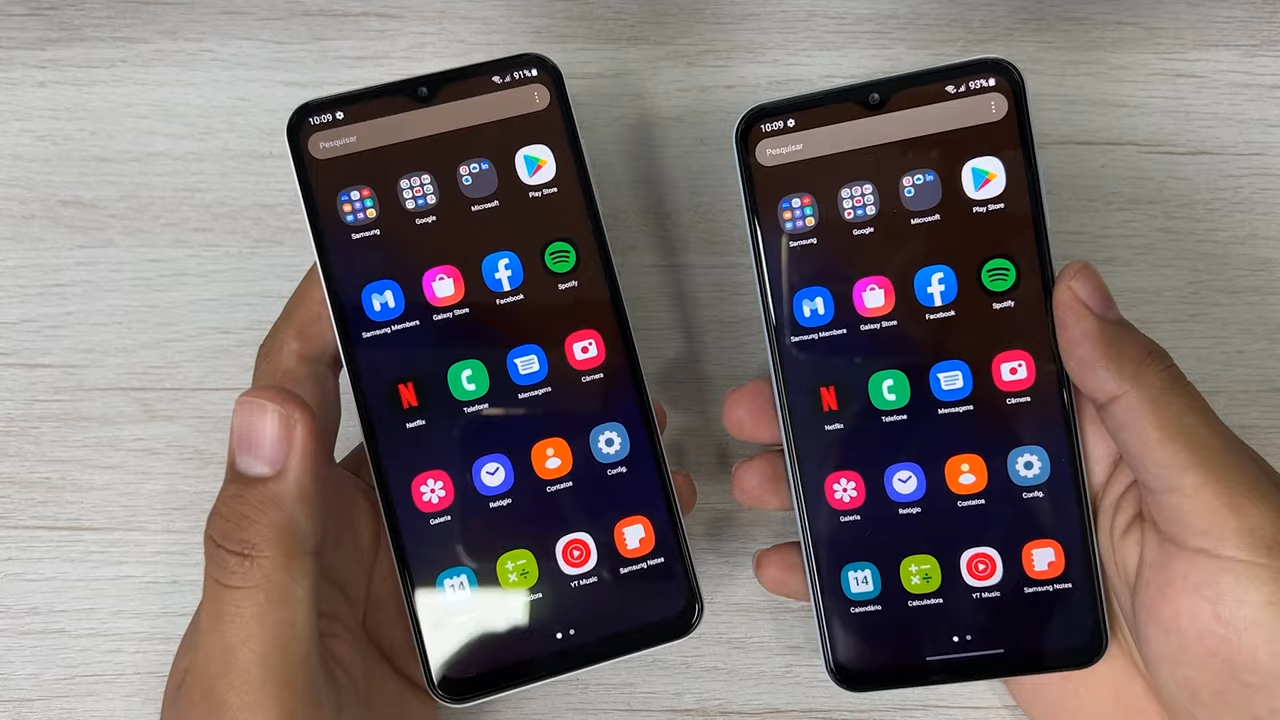 10:09
91%
Pesquisar
Samsung
Google
Microsoft
Play Store
Samsung Members
Galaxy Store
Facebook
Spotify
Netflix
Telefone
Mensagens
Câmera
Galeria
Relógio
Contatos
Config.
14
dora
YT Music
Samsung Notes
10:09
93%
Pesquisar
Samsung
Google
Microsoft
Play Store
Samsung Members
Galaxy Store
Facebook
Spotify
N
Netflix
Telefone
Mensagens
Câmera
Galeria
Relógio
Contatos
Config.
14
Calendário
Calculadora
YT Music
Samsung Notes